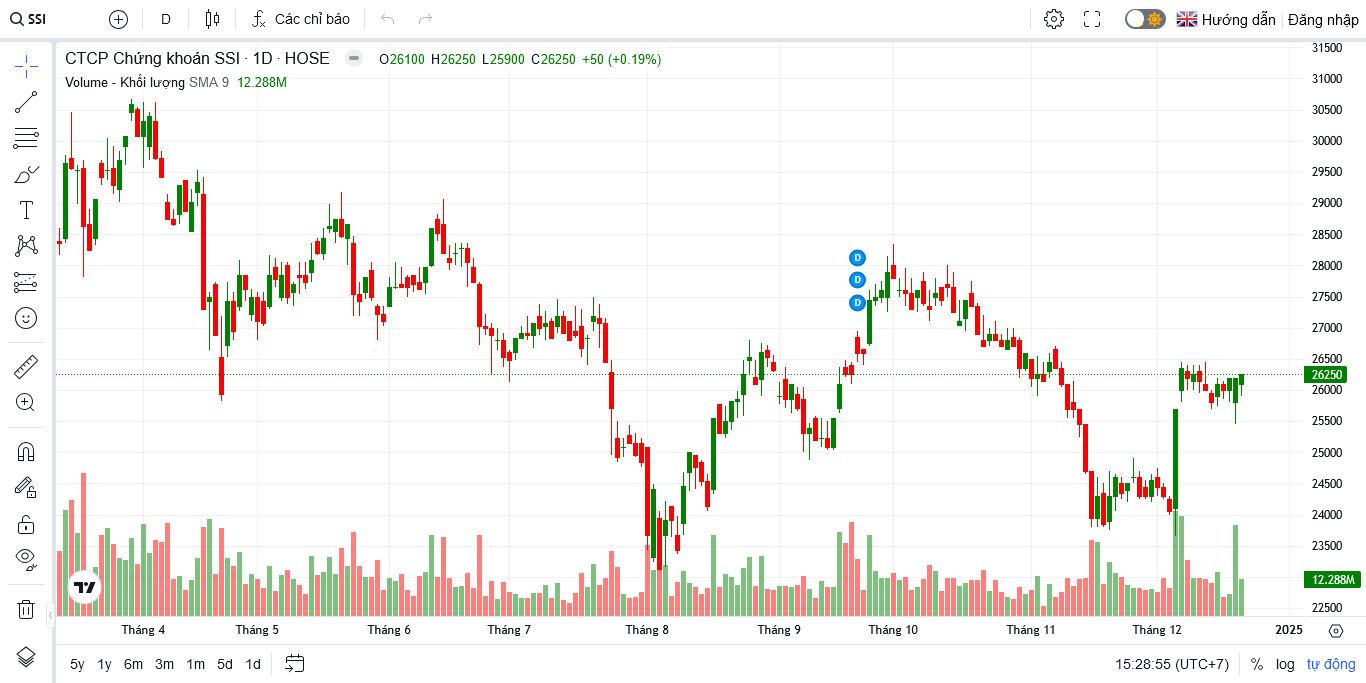 SSI D Các chỉ báo Hướng dẫn Đăng nhập
CTCP Chứng khoán SSI · 1D · HOSE O26100 H26250 L25900 C26250 +50 (+0.19%)
Volume - Khối lượng SMA 9 12.288M
31500
31000
30500
30000
29500
29000
28500
28000
27500
27000
26500
26250
26000
25500
25000
24500
24000
23500
12.288M
22500
D
D
D
Tháng 4 Tháng 5 Tháng 6 Tháng 7 Tháng 8 Tháng 9 Tháng 10 Tháng 11 Tháng 12 2025
5y 1y 6m 3m 1m 5d 1d 15:28:55 (UTC+7) % log tự động